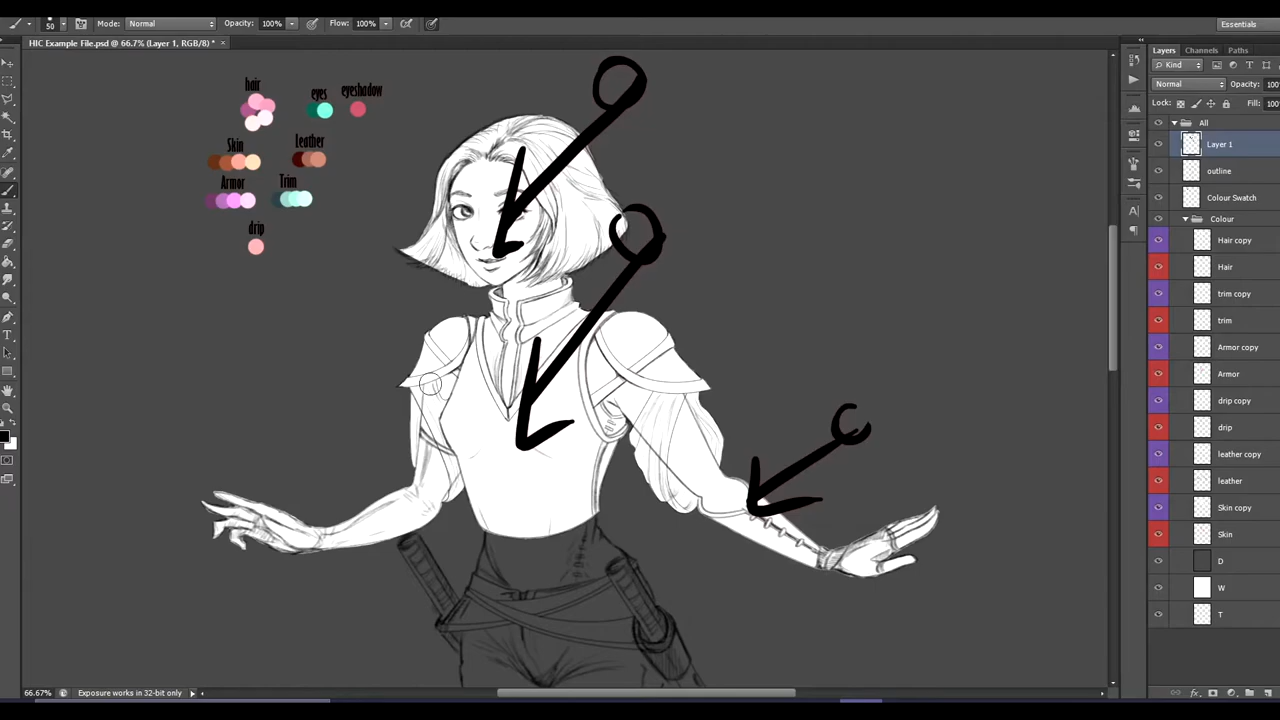 50 Mode: Normal Opacity: 100% Flow: 100% Essentials
HIC Example File.psd @ 66.7% (Layer 1, RGB/8) * ×
Layers Channels Paths
Kind
Normal Opacity: 100
Lock: Fill: 100
All
Layer 1
outline
Colour Swatch
Colour
Hair copy
Hair
trim copy
trim
Armor copy
Armor
drip copy
drip
leather copy
leather
Skin copy
Skin
D
W
T
hair
eyes
eyeshadow
Skin
Leather
Armor
Trim
drip
66.67% Exposure works in 32-bit only